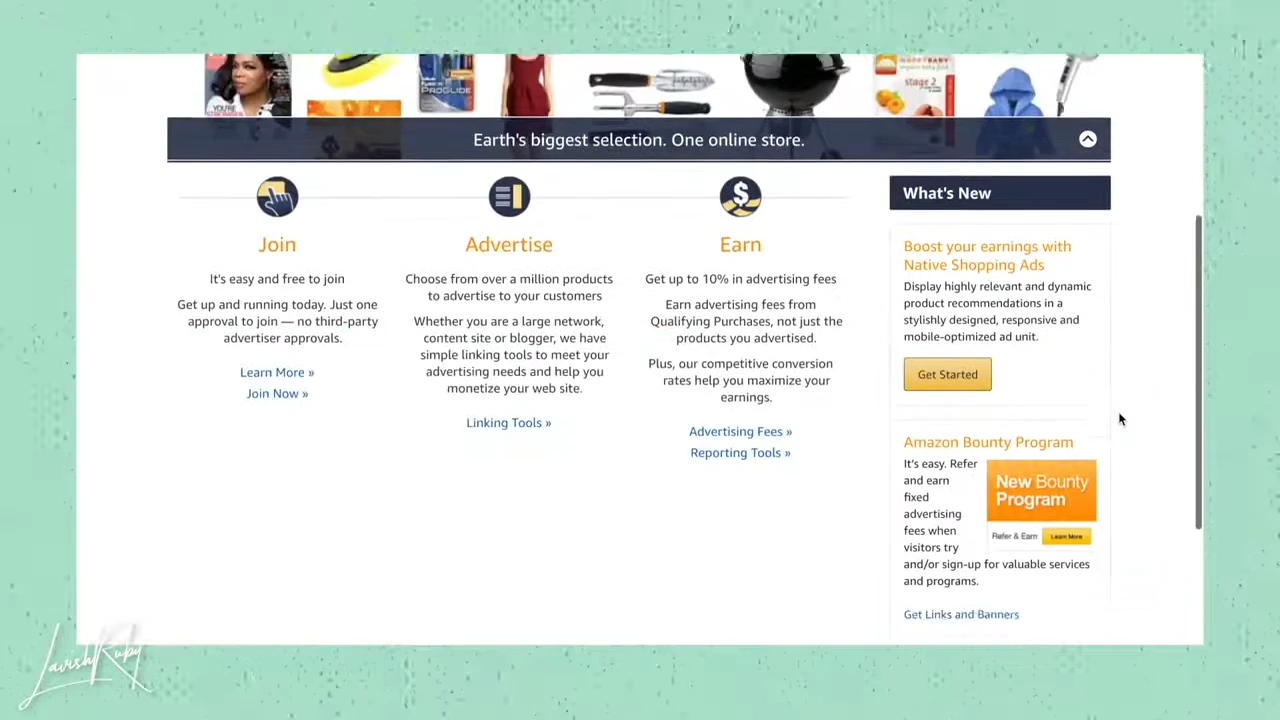 YOU'RE
PROGLIDE
HAPPYBABY
stage 2
Earth's biggest selection. One online store.
Join
It's easy and free to join
Get up and running today. Just one
approval to join — no third-party
advertiser approvals.
Learn More »
Join Now »
Advertise
Choose from over a million products
to advertise to your customers
Whether you are a large network,
content site or blogger, we have
simple linking tools to meet your
advertising needs and help you
monetize your web site.
Linking Tools »
Earn
Get up to 10% in advertising fees
Earn advertising fees from
Qualifying Purchases, not just the
products you advertised.
Plus, our competitive conversion
rates help you maximize your
earnings.
Advertising Fees »
Reporting Tools »
What's New
Boost your earnings with
Native Shopping Ads
Display highly relevant and dynamic
product recommendations in a
stylishly designed, responsive and
mobile-optimized ad unit.
Get Started
Amazon Bounty Program
It's easy. Refer
and earn
fixed
advertising
fees when
visitors try
and/or sign-up for valuable services
and programs.
New Bounty
Program
Refer & Earn
Learn More
Get Links and Banners
LavishRuby